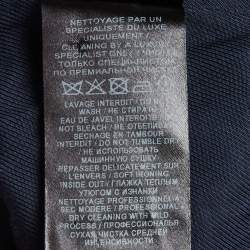 NETTOYAGE PAR UN
SPECIALISTE DU LUXE
UNIQUEMENT /
CLEANING BY A LUXURY
SPECIALIST ONLY /
ТОЛЬКО СПЕЦ.ЧИСТКА
ПО ПРЕМИАЛЬНОЙ
LAVAGE INTERDIT / DO NOT
WASH / НЕ СТИРАТЬ
EAU DE JAVEL INTERDITE / DO
NOT BLEACH / НЕ ОТБЕЛИВАТЬ
SECHAGE EN TAMBOUR
INTERDIT / DO NOT TUMBLE DRY
/ НЕ ИСПОЛЬЗОВАТЬ
МАШИННУЮ СУШКУ
REPASSER DELICATEMENT SUR
L'ENVERS / SOFT IRONING
INSIDE OUT / ГЛАЖКА ТЕПЛЫМ
УТЮГОМ С ИЗНАНКИ
NETTOYAGE PROFESSIONNEL A
SEC MODERE / PROFESSIONAL
DRY CLEANING WITH MILD
PROCESS / ПРОФЕССИОНАЛЬНАЯ
СУХАЯ ЧИСТКА СРЕДНЕЙ
ИНТЕНСИВНОСТИ